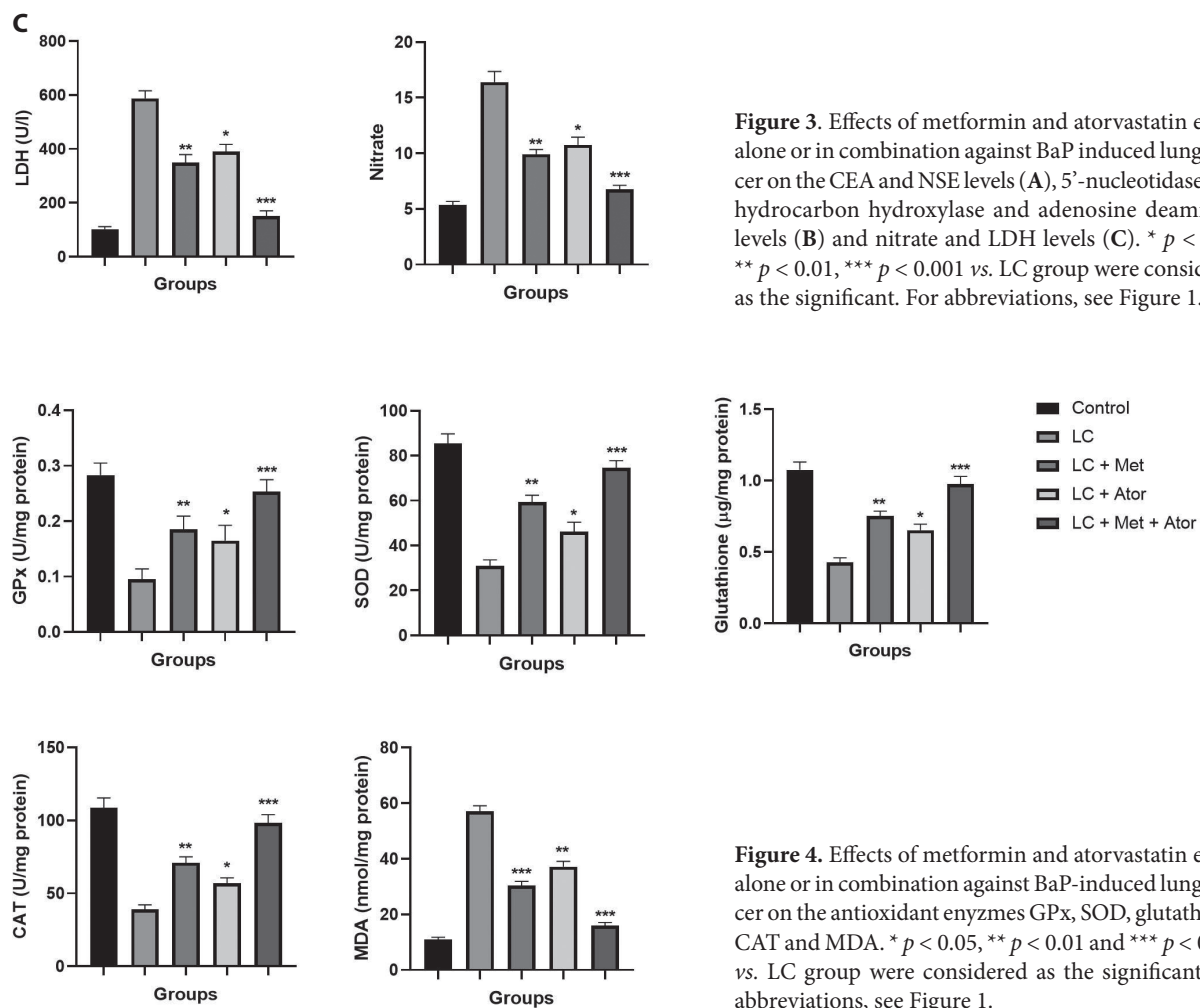 C
800
600
400
200
0
LDH (U/l)
**
*
***
Groups
20
15
10
5
0
Nitrate
**
*
***
Groups
Figure 3. Effects of metformin and atorvastatin e
alone or in combination against BaP induced lung
cer on the CEA and NSE levels (A), 5’-nucleotidase
hydrocarbon hydroxylase and adenosine deami
levels (B) and nitrate and LDH levels (C). * p <
** p < 0.01, *** p < 0.001 vs. LC group were consid
as the significant. For abbreviations, see Figure 1.
0.4
0.3
0.2
0.1
0.0
GPx (U/mg protein)
**
*
***
Groups
100
80
60
40
20
0
SOD (U/mg protein)
**
*
***
Groups
1.5
1.0
0.5
0.0
Glutathione (µg/mg protein)
**
*
***
Groups
Control
LC
LC + Met
LC + Ator
LC + Met + Ator
150
100
50
0
CAT (U/mg protein)
**
*
***
Groups
80
60
40
20
0
MDA (nmol/mg protein)
***
**
***
Groups
Figure 4. Effects of metformin and atorvastatin e
alone or in combination against BaP-induced lung
cer on the antioxidant enyzmes GPx, SOD, glutath
CAT and MDA. * p < 0.05, ** p < 0.01 and *** p < 0
vs. LC group were considered as the significant
abbreviations, see Figure 1.